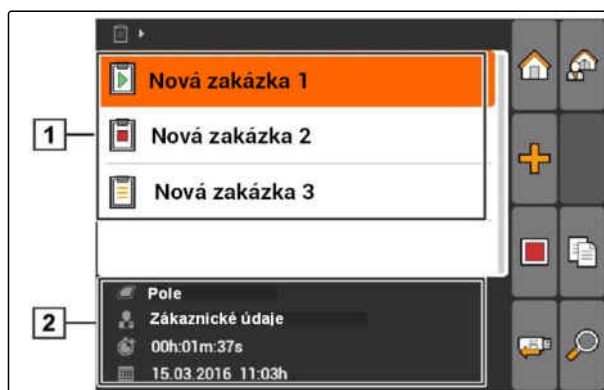 Nová zakázka 1
1
Nová zakázka 2
Nová zakázka 3
Pole
2
Zákaznické údaje
00h:01m:37s
15.03.2016 11:03h